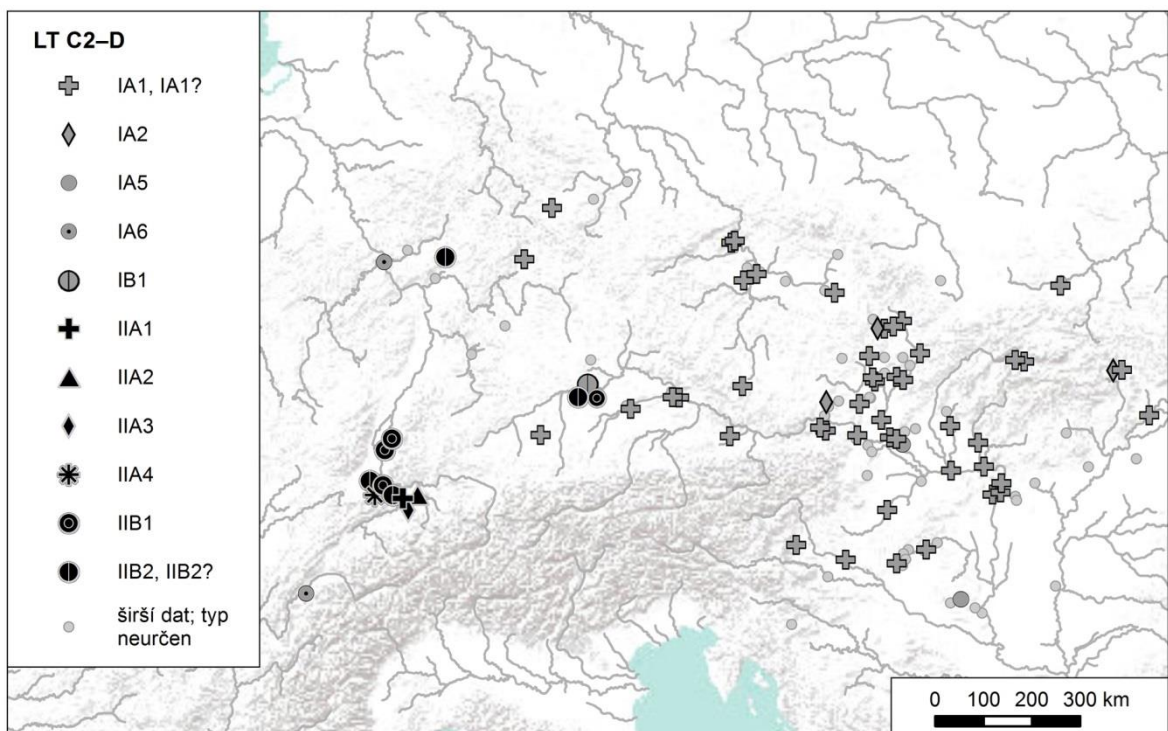 LT C2–D
IA1, IA1?
IA2
IA5
IA6
IB1
IIA1
IIA2
IIA3
IIA4
IIB1
IIB2, IIB2?
širší dat; typ
neurčen
0 100 200 300 km